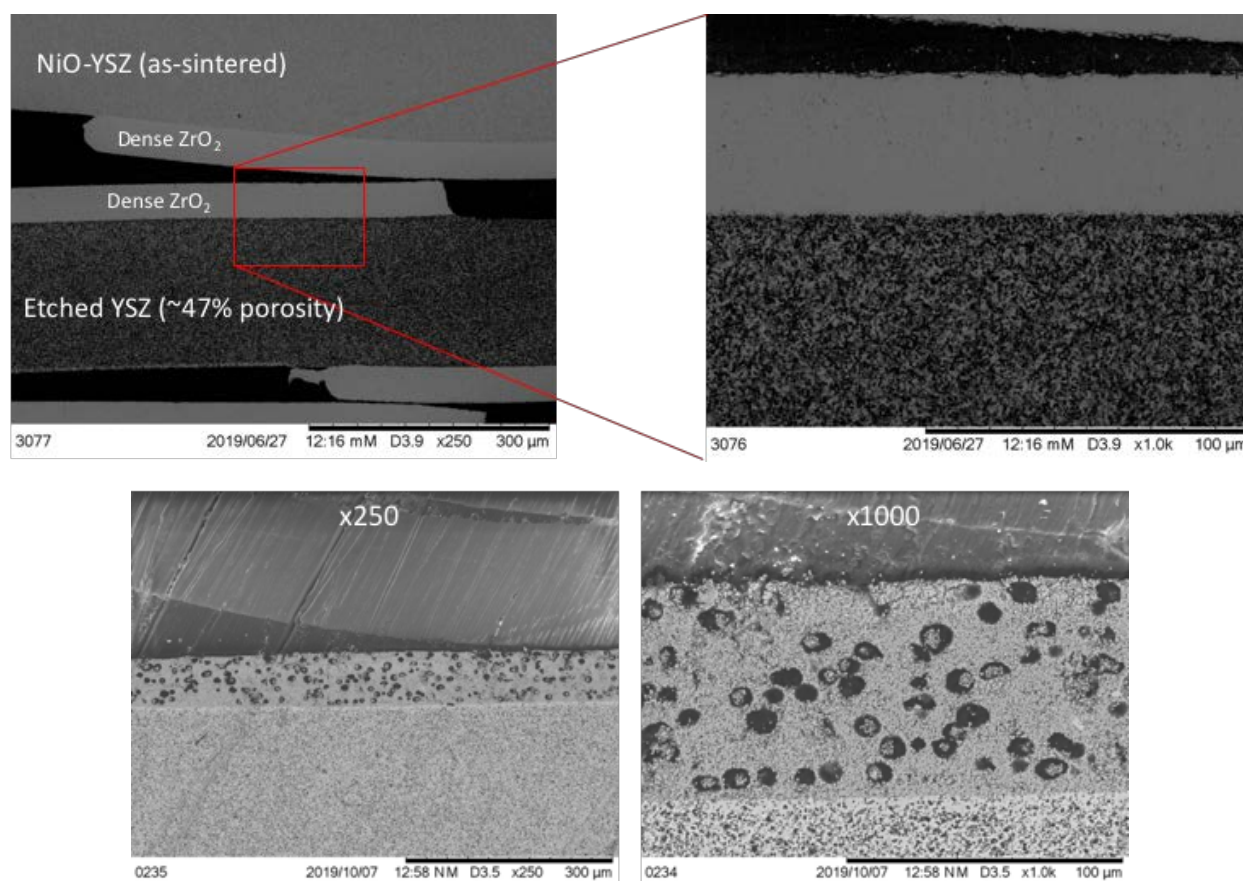 NiO-YSZ (as-sintered)
Dense ZrO₂
Dense ZrO₂
Etched YSZ (~47% porosity)
3077 2019/06/27 12:16 mM D3.9 x250 300 µm
3076 2019/06/27 12:16 mM D3.9 x1.0k 100 µm
x250
x1000
0235 2019/10/07 12:58 NM D3.5 x250 300 µm
0234 2019/10/07 12:58 NM D3.5 x1.0k 100 µm